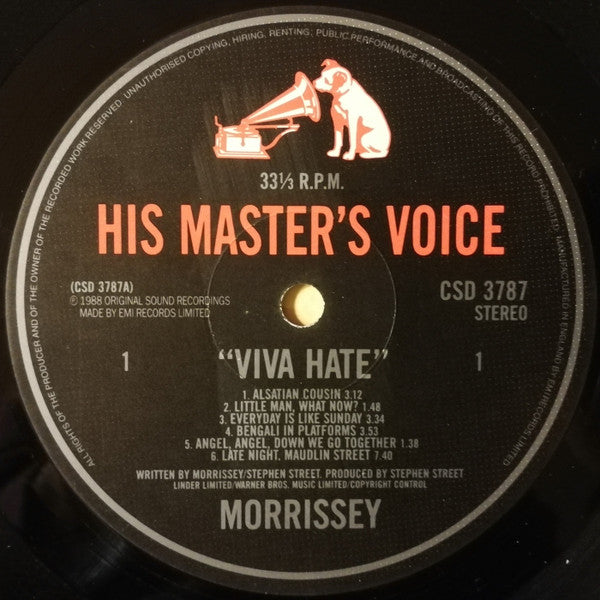 ALL RIGHTS OF THE PRODUCER AND OF THE OWNER OF THE RECORDED WORK RESERVED. UNAUTHORISED COPYING, HIRING, RENTING, PUBLIC PERFORMANCE AND BROADCASTING OF THIS RECORD PROHIBITED. MANUFACTURED IN ENGLAND BY EMI RECORDS LIMITED
33⅓ R.P.M.
HIS MASTER'S VOICE
(CSD 3787A)
℗ 1988 ORIGINAL SOUND RECORDINGS
MADE BY EMI RECORDS LIMITED
CSD 3787
STEREO
1
"VIVA HATE"
1
1. ALSATIAN COUSIN 3.12
2. LITTLE MAN, WHAT NOW? 1.48
3. EVERYDAY IS LIKE SUNDAY 3.34
4. BENGALI IN PLATFORMS 3.53
5. ANGEL, ANGEL, DOWN WE GO TOGETHER 1.38
6. LATE NIGHT, MAUDLIN STREET 7.40
WRITTEN BY MORRISSEY/STEPHEN STREET. PRODUCED BY STEPHEN STREET
LINDER LIMITED/WARNER BROS. MUSIC LIMITED/COPYRIGHT CONTROL
MORRISSEY